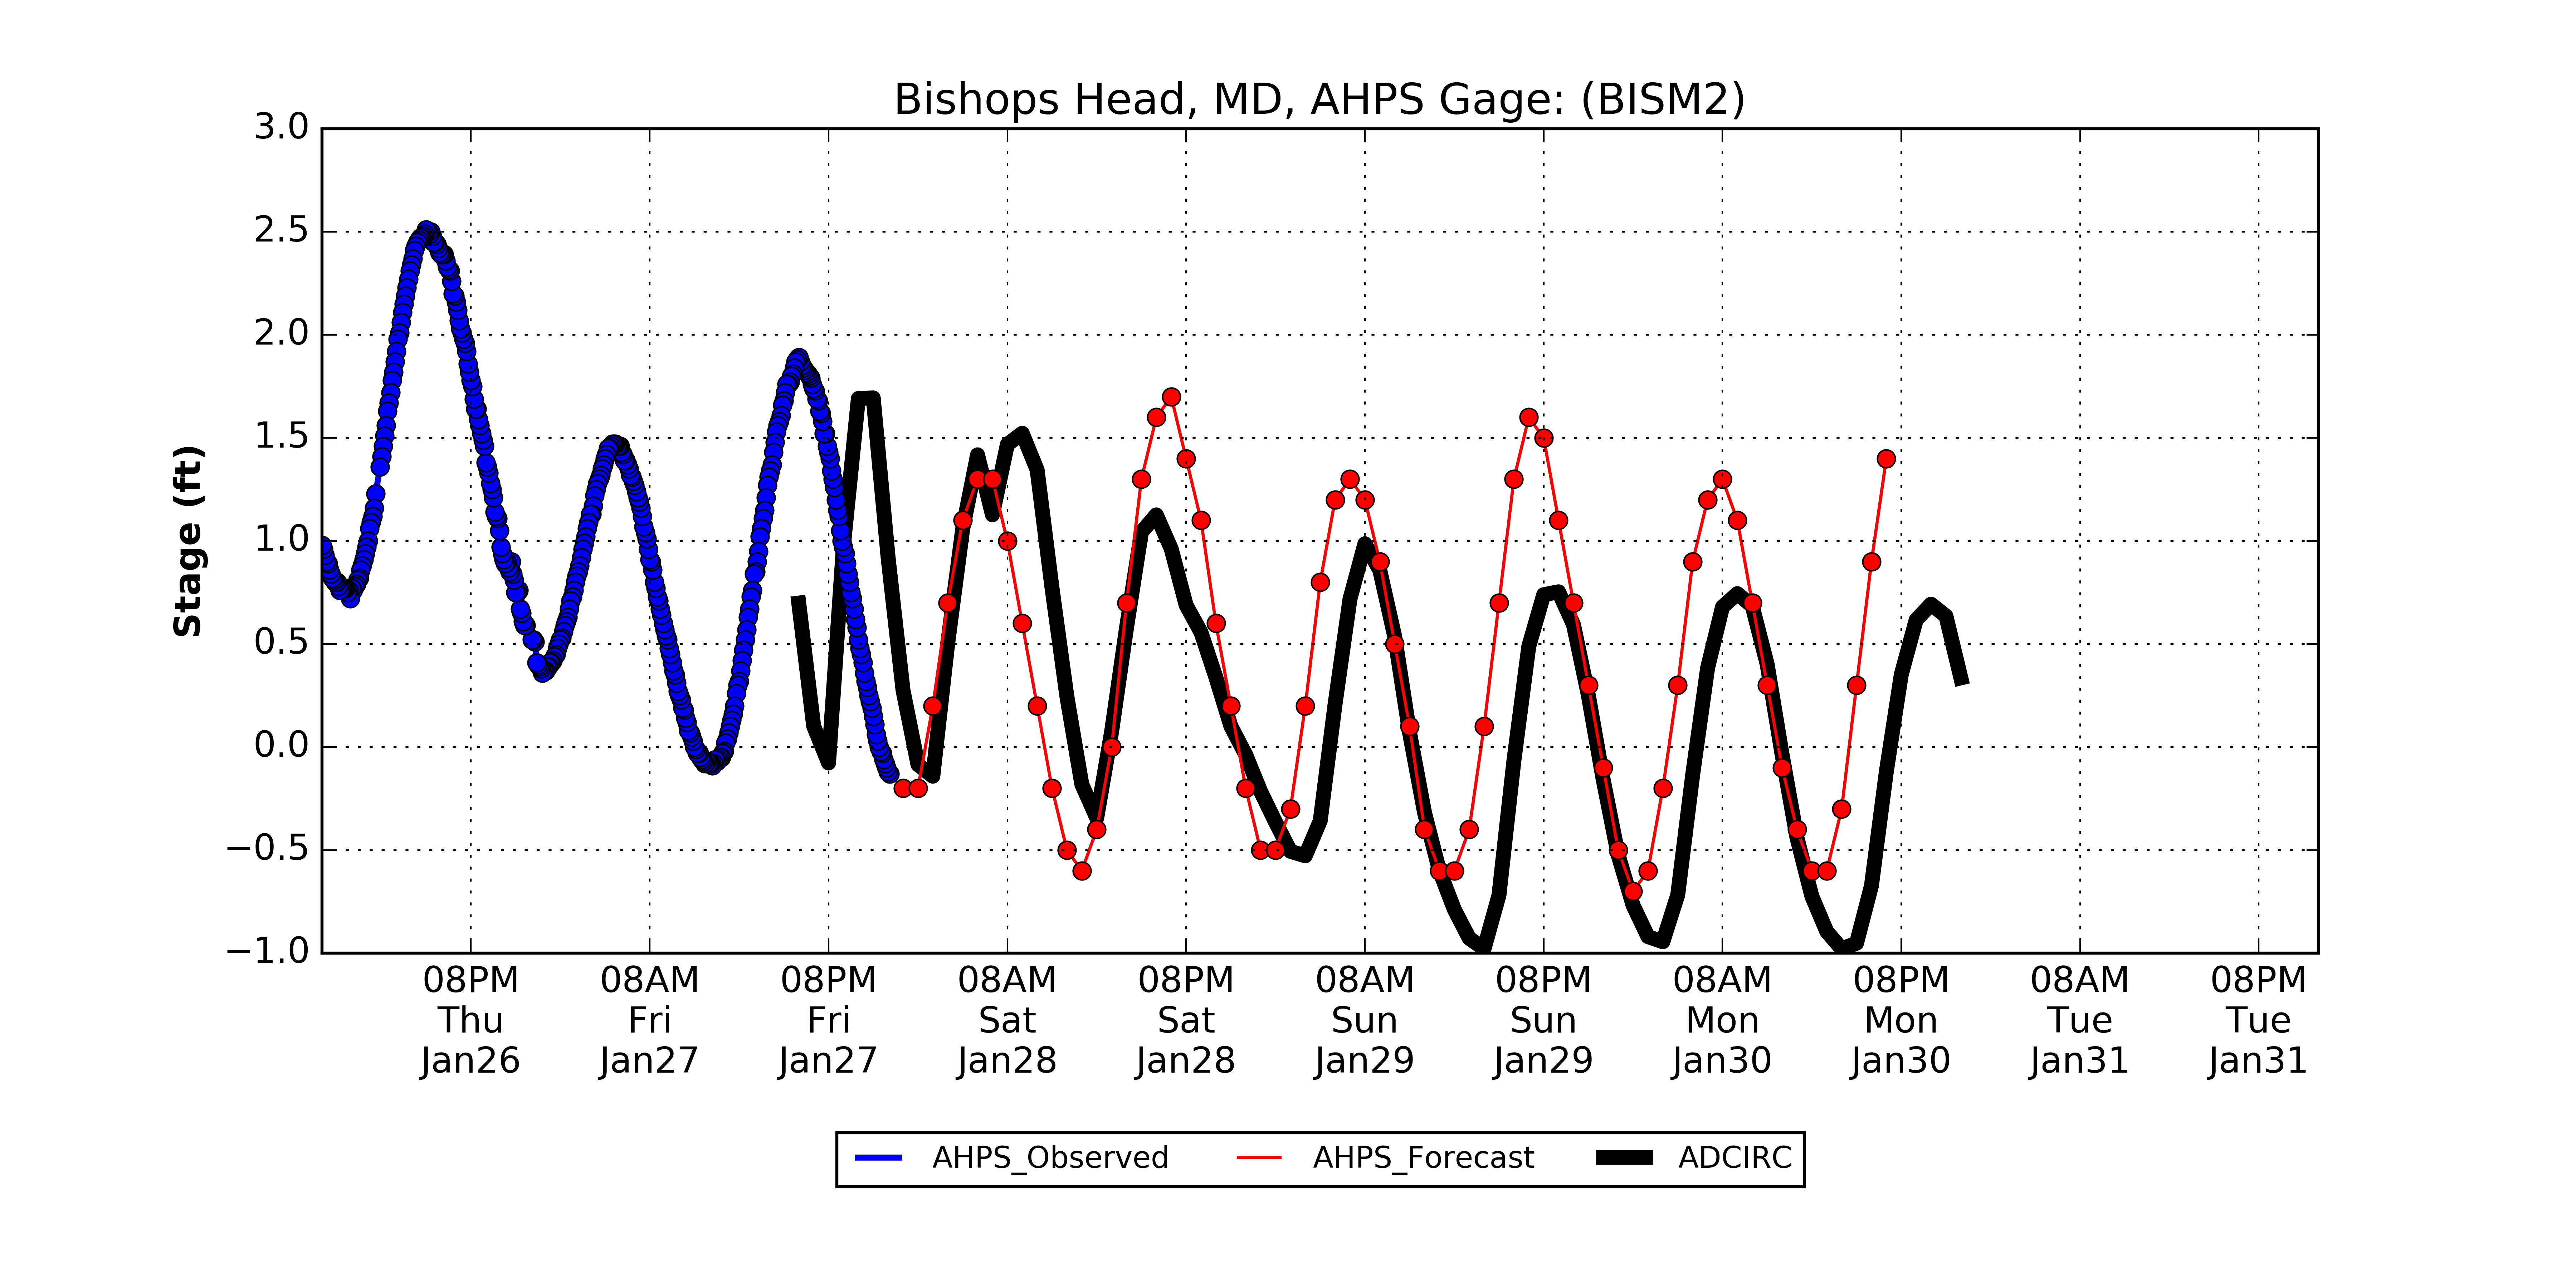 Bishops Head, MD, AHPS Gage: (BISM2)
Stage (ft)
3.0
2.5
2.0
1.5
1.0
0.5
0.0
−0.5
−1.0
08PM 08AM 08PM 08AM 08PM 08AM 08PM 08AM 08PM 08AM 08PM
Thu Fri Fri Sat Sat Sun Sun Mon Mon Tue Tue
Jan26 Jan27 Jan27 Jan28 Jan28 Jan29 Jan29 Jan30 Jan30 Jan31 Jan31
AHPS_Observed AHPS_Forecast ADCIRC